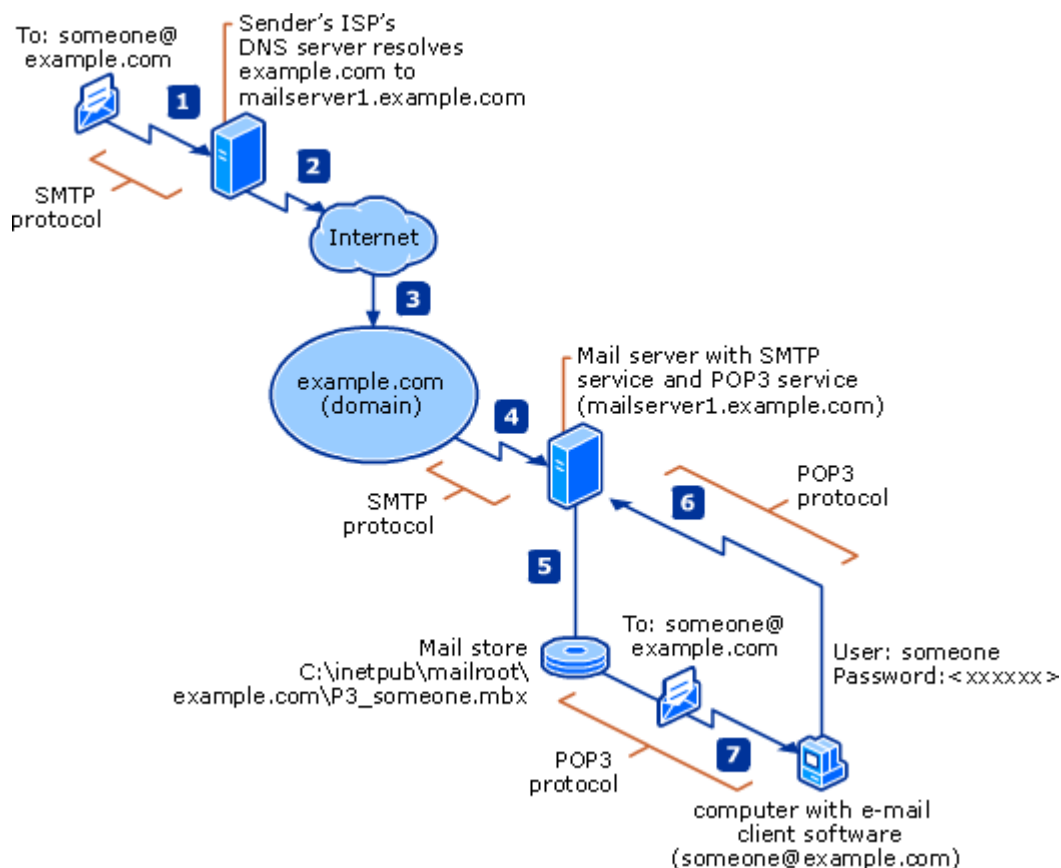 To: someone@
example.com
Sender's ISP's
DNS server resolves
example.com to
mailserver1.example.com
1
SMTP
protocol
2
Internet
3
example.com
(domain)
4
SMTP
protocol
Mail server with SMTP
service and POP3 service
(mailserver1.example.com)
POP3
protocol
6
5
Mail store
C:\inetpub\mailroot\
example.com\P3_someone.mbx
To: someone@
example.com
User: someone
Password:<xxxxxx>
7
POP3
protocol
computer with e-mail
client software
(someone@example.com)